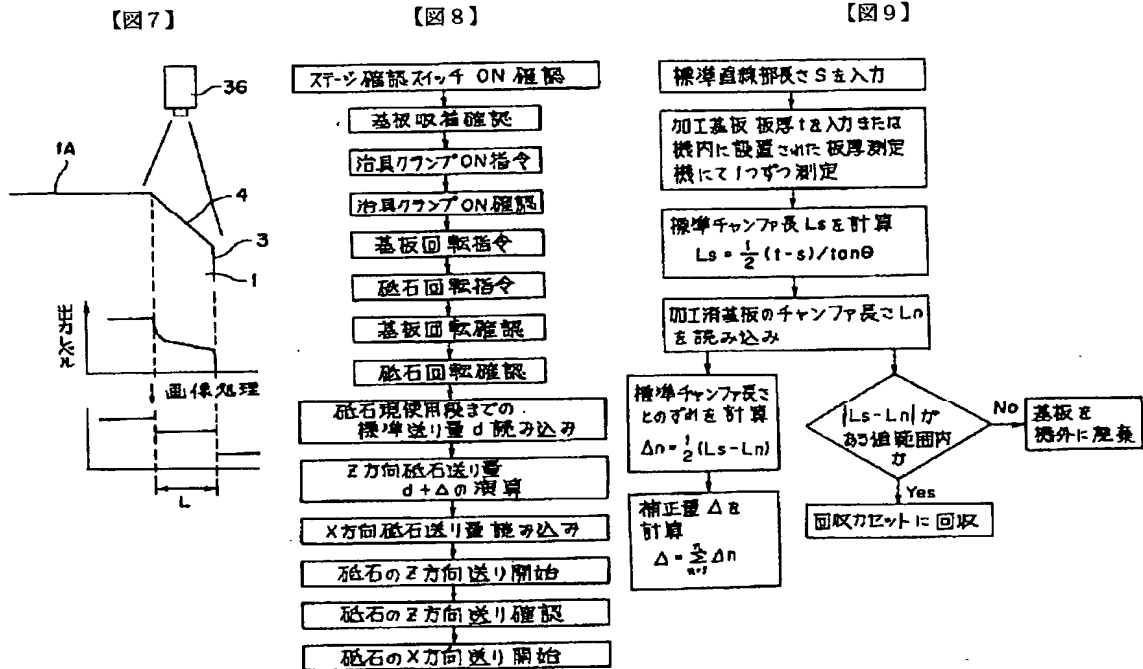 【図7】
36
1A
4
3
1
出力レベル
画像処理
L
【図8】
ステージ確認スイッチ ON 確認
基板吸着確認
治具クランプON指令
治具クランプON確認
基板回転指令
砥石回転指令
基板回転確認
砥石回転確認
砥石現使用段までの
標準送り量 d 読み込み
Z方向砥石送り量
d+Δの演算
X方向砥石送り量 読み込み
砥石のZ方向送り開始
砥石のZ方向送り確認
砥石のX方向送り開始
【図9】
標準直線部長さSを入力
加工基板 板厚tを入力または
機内に設置された板厚測定
機にて1つずつ測定
標準チャンファ長Lsを計算
Ls = 1/2 (t-s)/tanθ
加工済基板のチャンファ長さLn
を読み込み
標準チャンファ長さ
とのずれを計算
Δn = 1/2 (Ls-Ln)
補正量Δを
計算
Δ = Σ Δn
n=1
|Ls-Ln|が
ある値範囲内
か
No
基板を
機外に廃棄
Yes
回収カセットに回収